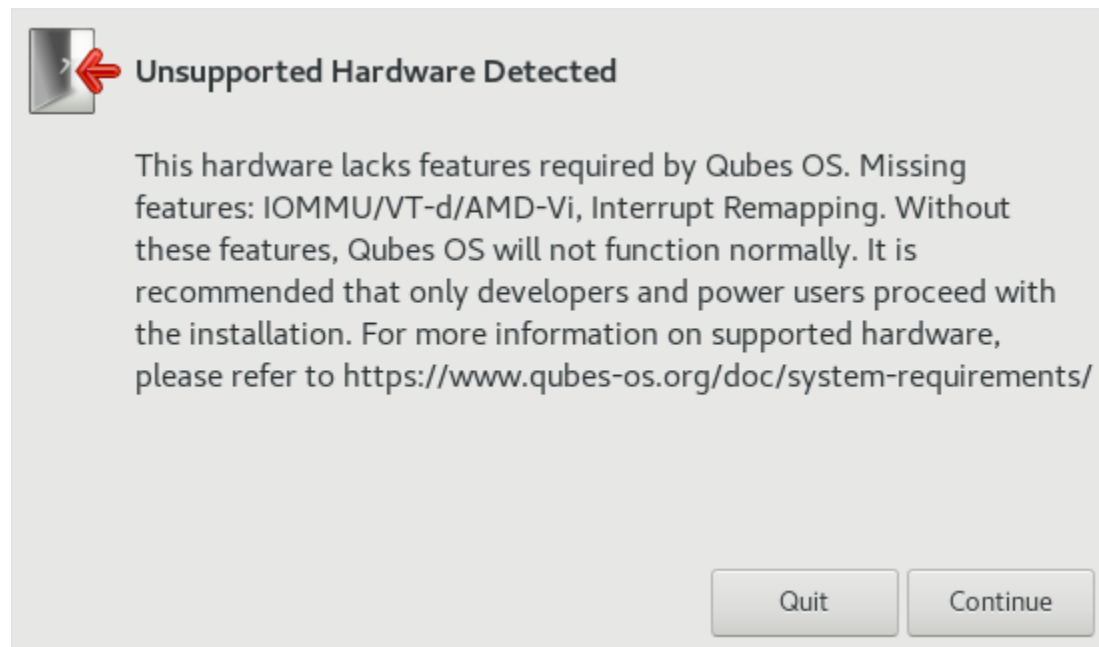 Unsupported Hardware Detected
This hardware lacks features required by Qubes OS. Missing
features: IOMMU/VT-d/AMD-Vi, Interrupt Remapping. Without
these features, Qubes OS will not function normally. It is
recommended that only developers and power users proceed with
the installation. For more information on supported hardware,
please refer to https://www.qubes-os.org/doc/system-requirements/
Quit
Continue